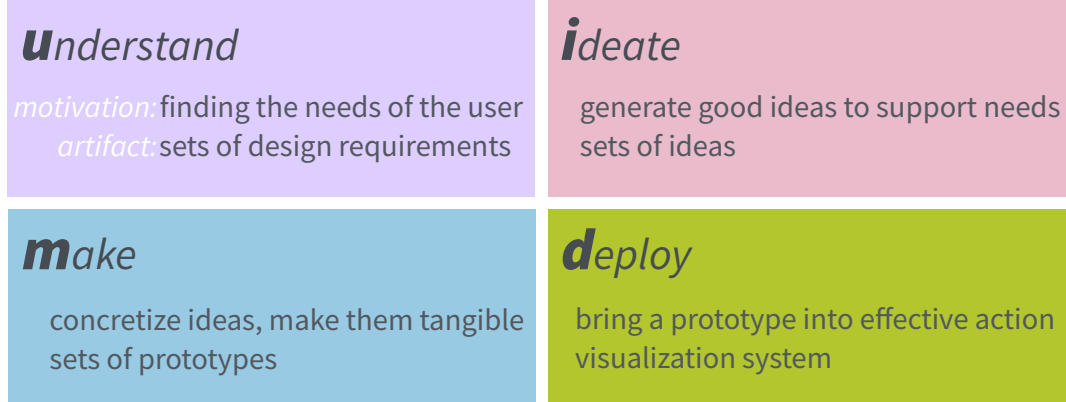 understand
motivation: finding the needs of the user
artifact: sets of design requirements
ideate
generate good ideas to support needs
sets of ideas
make
concretize ideas, make them tangible
sets of prototypes
deploy
bring a prototype into effective action
visualization system